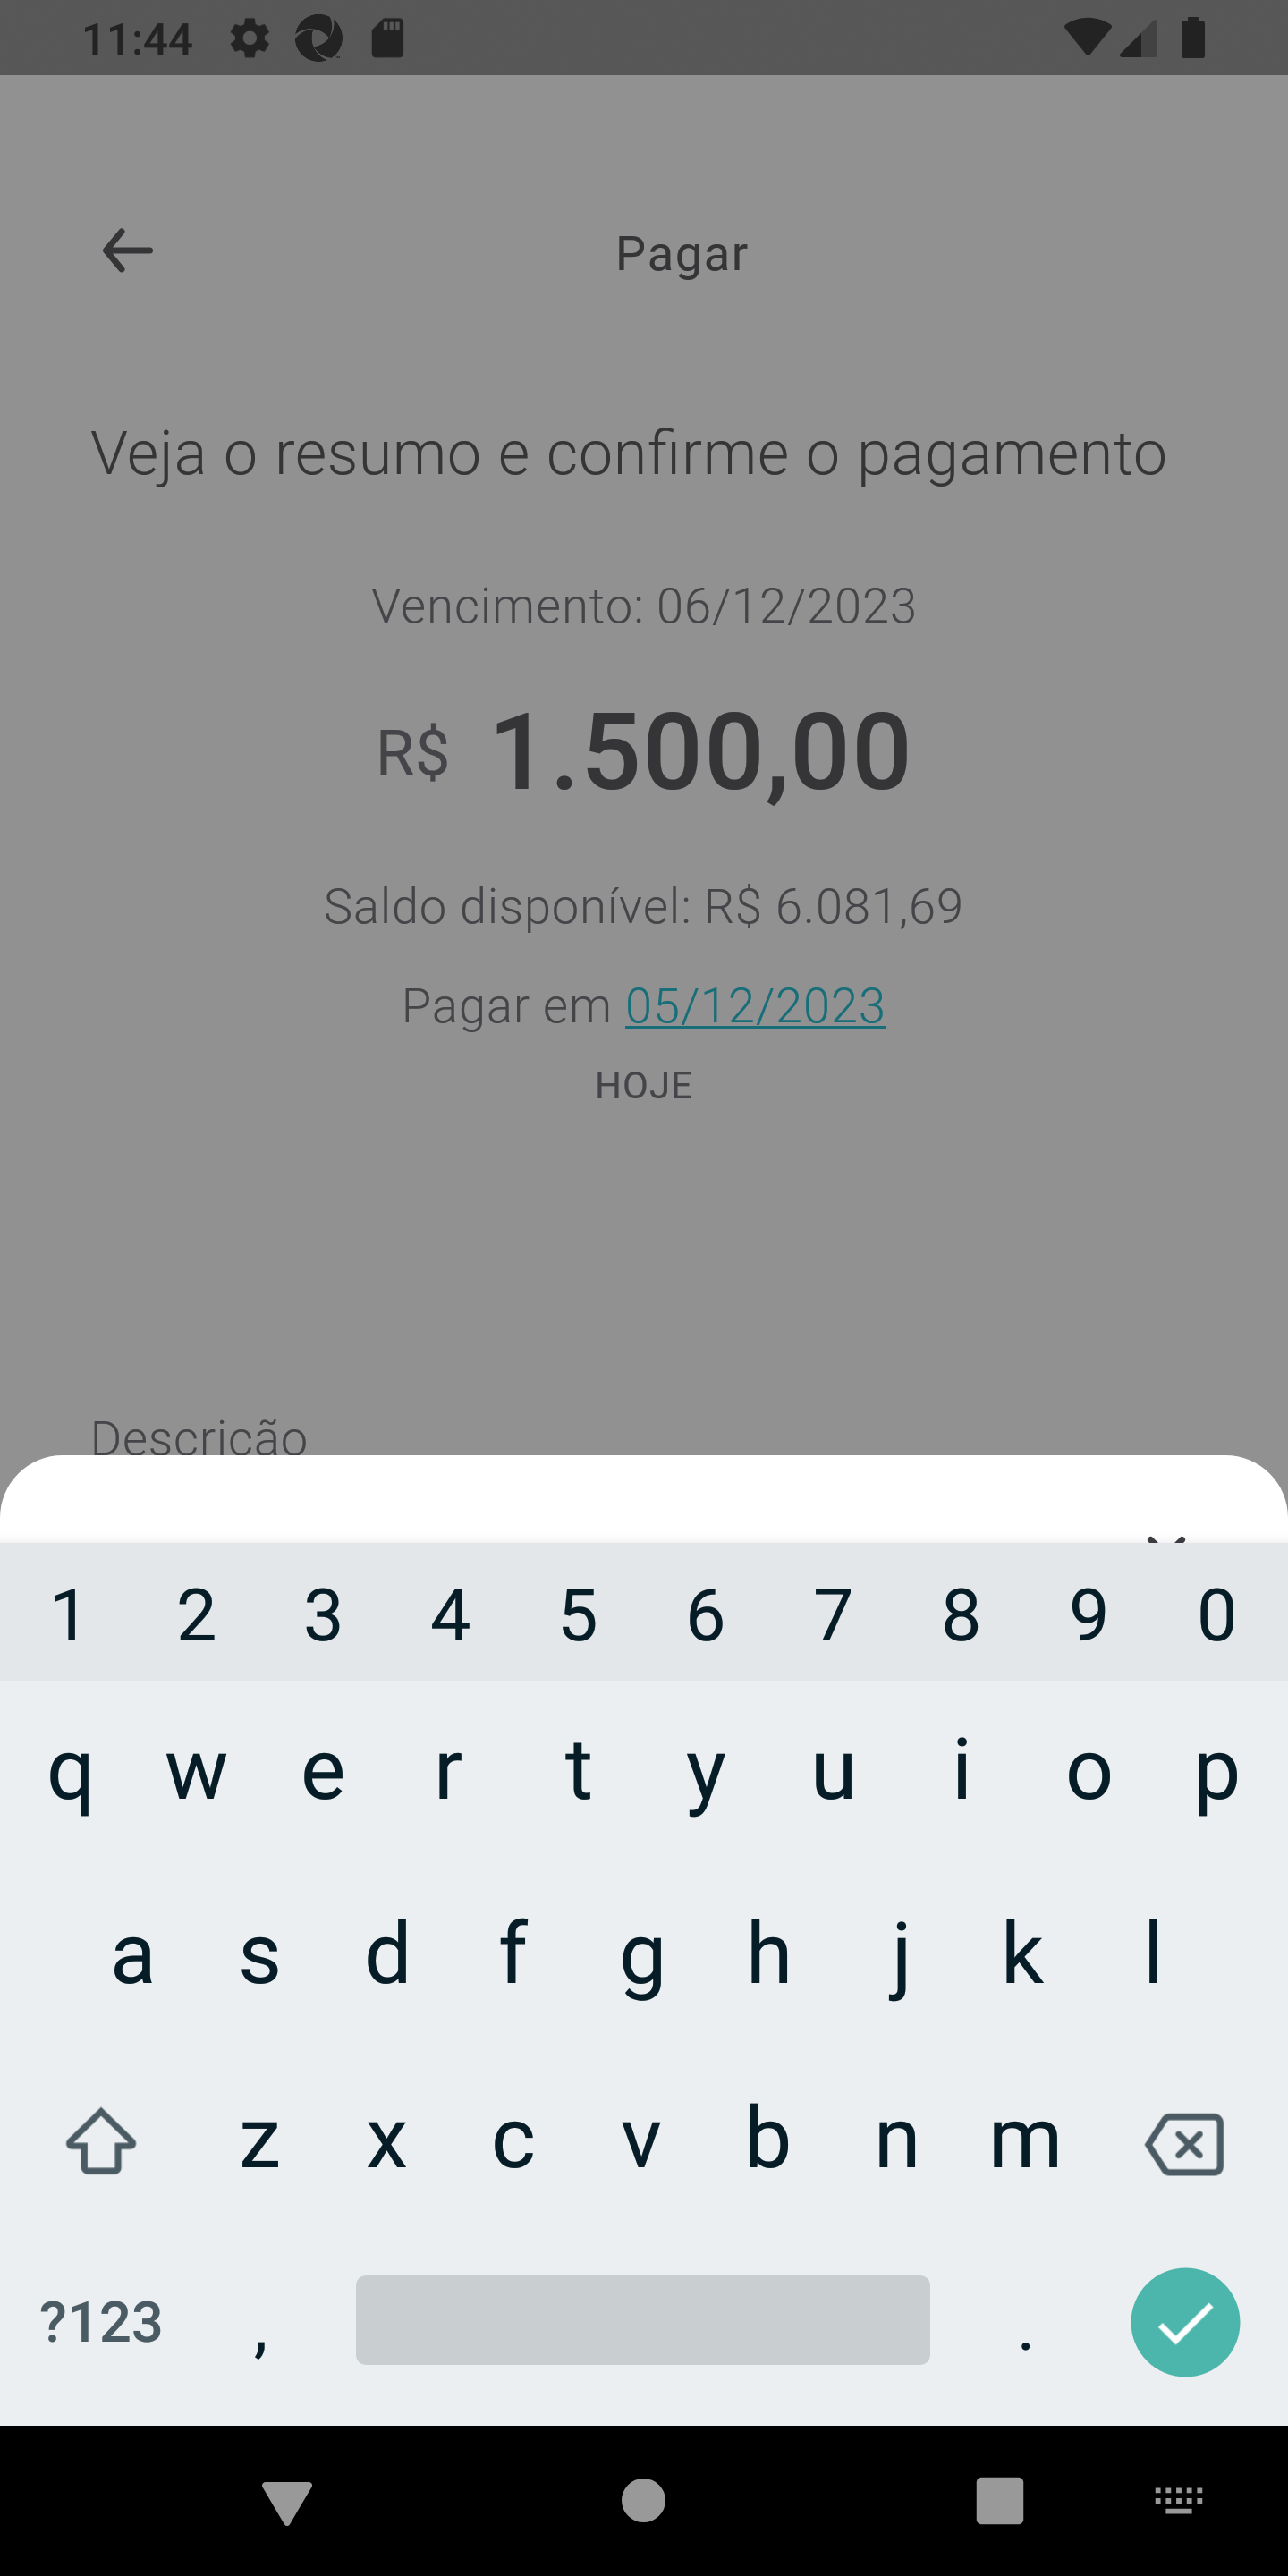 11:44
Pagar
Veja o resumo e confirme o pagamento
Vencimento: 06/12/2023
R$ 1.500,00
Saldo disponível: R$ 6.081,69
Pagar em 05/12/2023
HOJE
Descrição
1 2 3 4 5 6 7 8 9 0
q w e r t y u i o p
a s d f g h j k l
z x c v b n m
?123 , .